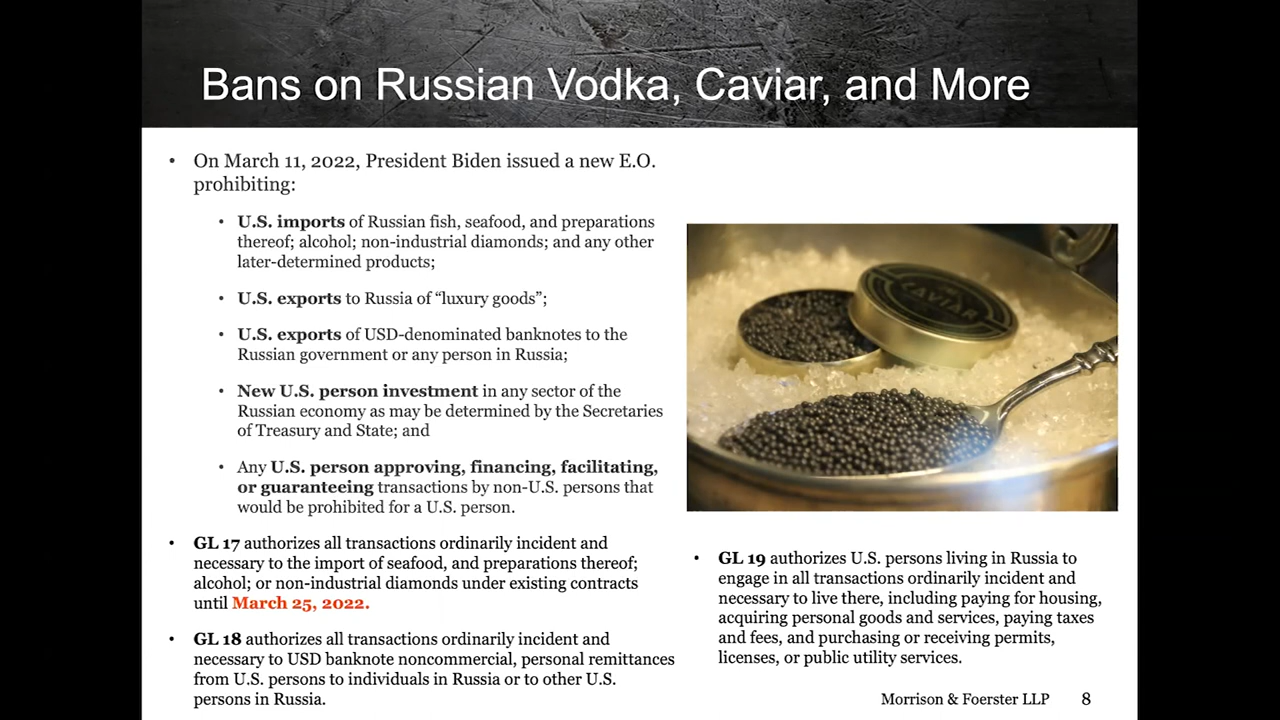 Bans on Russian Vodka, Caviar, and More
• On March 11, 2022, President Biden issued a new E.O.
prohibiting:
• U.S. imports of Russian fish, seafood, and preparations
thereof; alcohol; non-industrial diamonds; and any other
later-determined products;
• U.S. exports to Russia of “luxury goods”;
• U.S. exports of USD-denominated banknotes to the
Russian government or any person in Russia;
• New U.S. person investment in any sector of the
Russian economy as may be determined by the Secretaries
of Treasury and State; and
• Any U.S. person approving, financing, facilitating,
or guaranteeing transactions by non-U.S. persons that
would be prohibited for a U.S. person.
• GL 17 authorizes all transactions ordinarily incident and
necessary to the import of seafood, and preparations thereof;
alcohol; or non-industrial diamonds under existing contracts
until March 25, 2022.
• GL 18 authorizes all transactions ordinarily incident and
necessary to USD banknote noncommercial, personal remittances
from U.S. persons to individuals in Russia or to other U.S.
persons in Russia.
CAVIAR
• GL 19 authorizes U.S. persons living in Russia to
engage in all transactions ordinarily incident and
necessary to live there, including paying for housing,
acquiring personal goods and services, paying taxes
and fees, and purchasing or receiving permits,
licenses, or public utility services.
Morrison & Foerster LLP 8